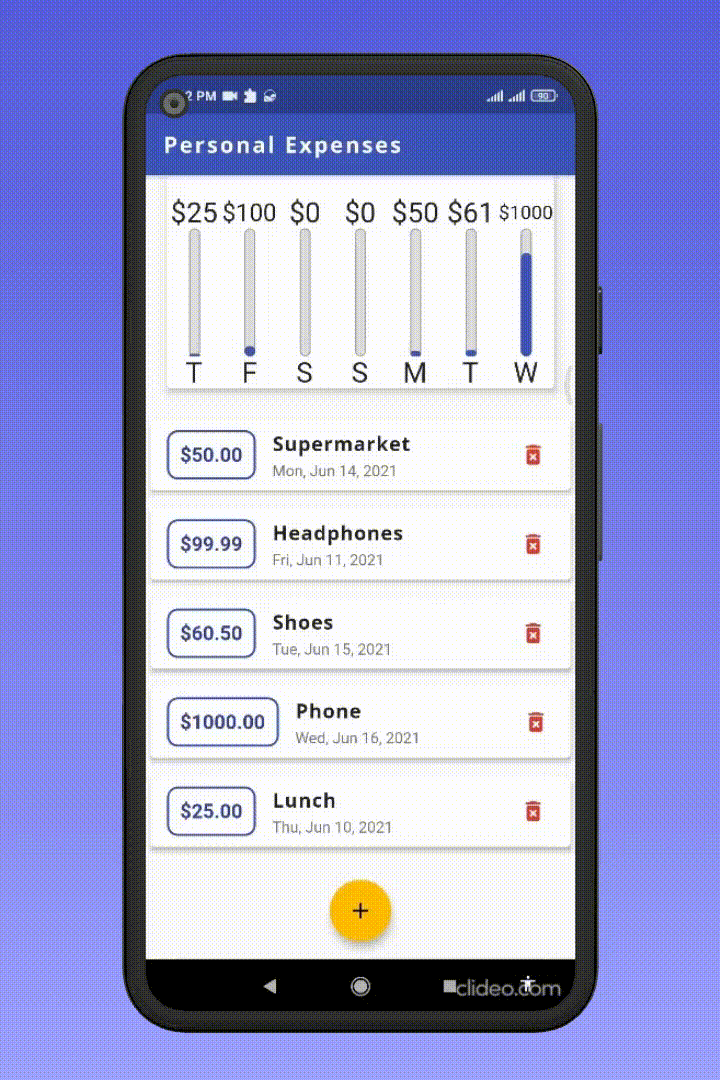 2 PM
90
Personal Expenses
$25 $100 $0 $0 $50 $61 $1000
T F S S M T W
$50.00
Supermarket
Mon, Jun 14, 2021
$99.99
Headphones
Fri, Jun 11, 2021
$60.50
Shoes
Tue, Jun 15, 2021
$1000.00
Phone
Wed, Jun 16, 2021
$25.00
Lunch
Thu, Jun 10, 2021
+
clideo.com